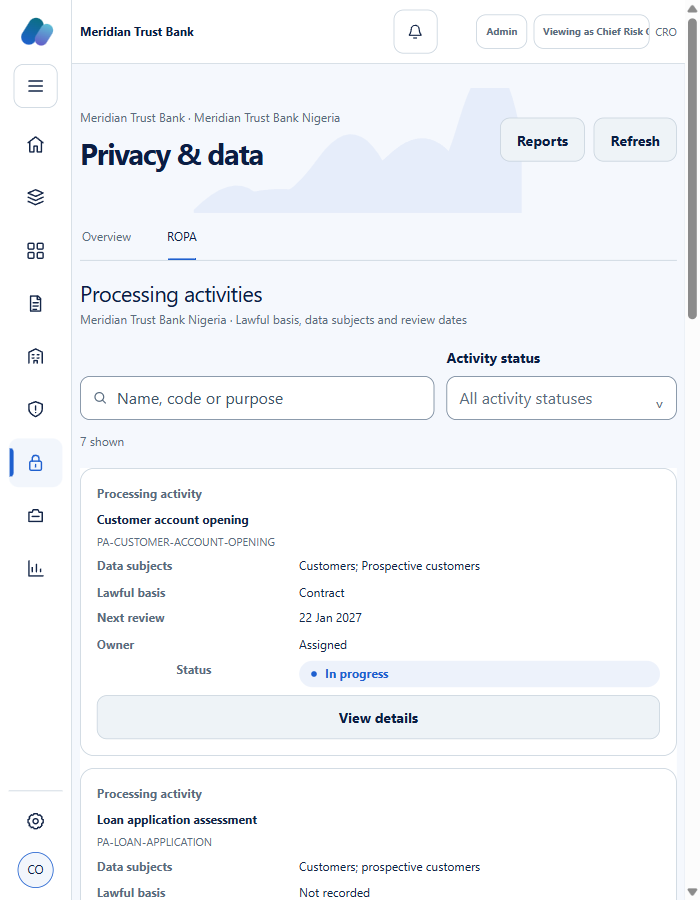 Meridian Trust Bank
Admin
Viewing as Chief Risk
CRO
Meridian Trust Bank · Meridian Trust Bank Nigeria
Privacy & data
Reports
Refresh
Overview
ROPA
Processing activities
Meridian Trust Bank Nigeria · Lawful basis, data subjects and review dates
Activity status
Name, code or purpose
All activity statuses
7 shown
Processing activity
Customer account opening
PA-CUSTOMER-ACCOUNT-OPENING
Data subjects Customers; Prospective customers
Lawful basis Contract
Next review 22 Jan 2027
Owner Assigned
Status In progress
View details
Processing activity
Loan application assessment
PA-LOAN-APPLICATION
Data subjects Customers; prospective customers
Lawful basis Not recorded
CO